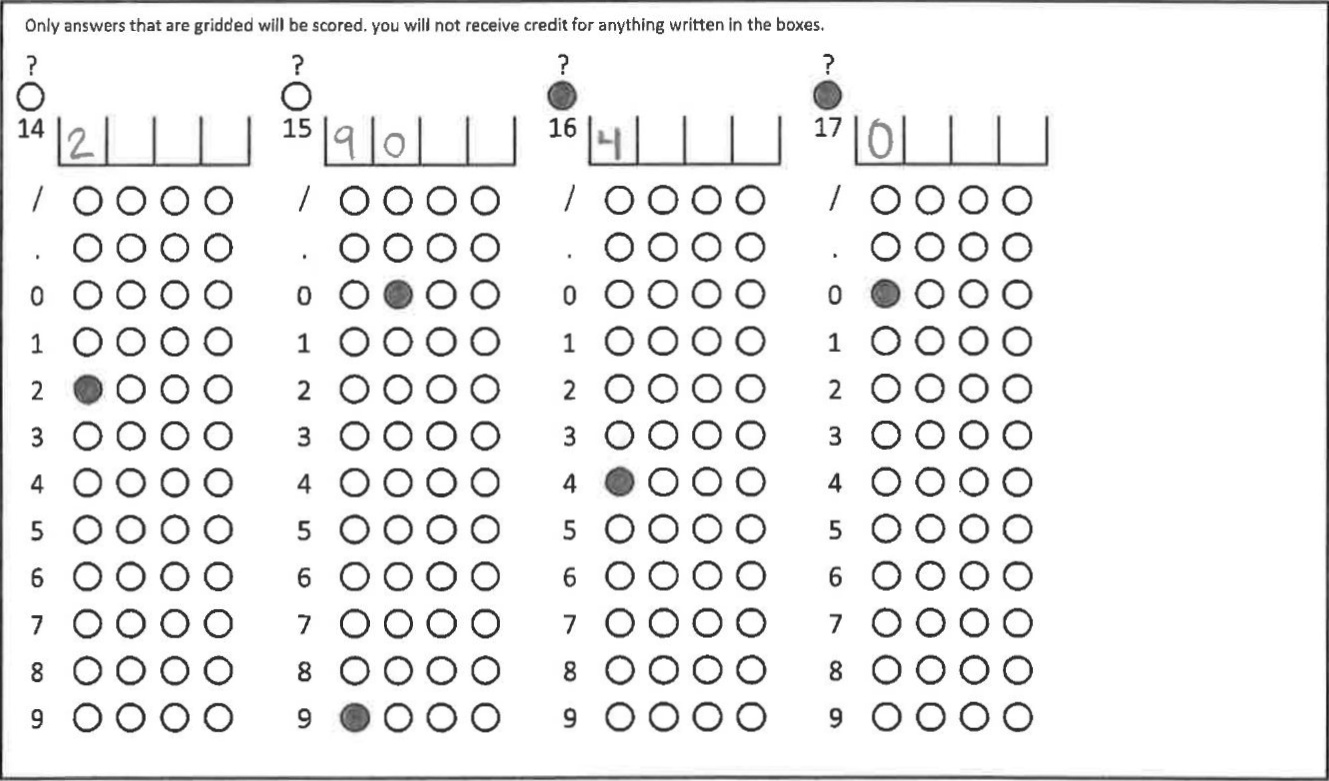 Only answers that are gridded will be scored. you will not receive credit for anything written in the boxes.
? ? ? ?
14 2 15 9 0 16 4 17 0
/ / / /
. . . .
0 0 0 0
1 1 1 1
2 2 2 2
3 3 3 3
4 4 4 4
5 5 5 5
6 6 6 6
7 7 7 7
8 8 8 8
9 9 9 9